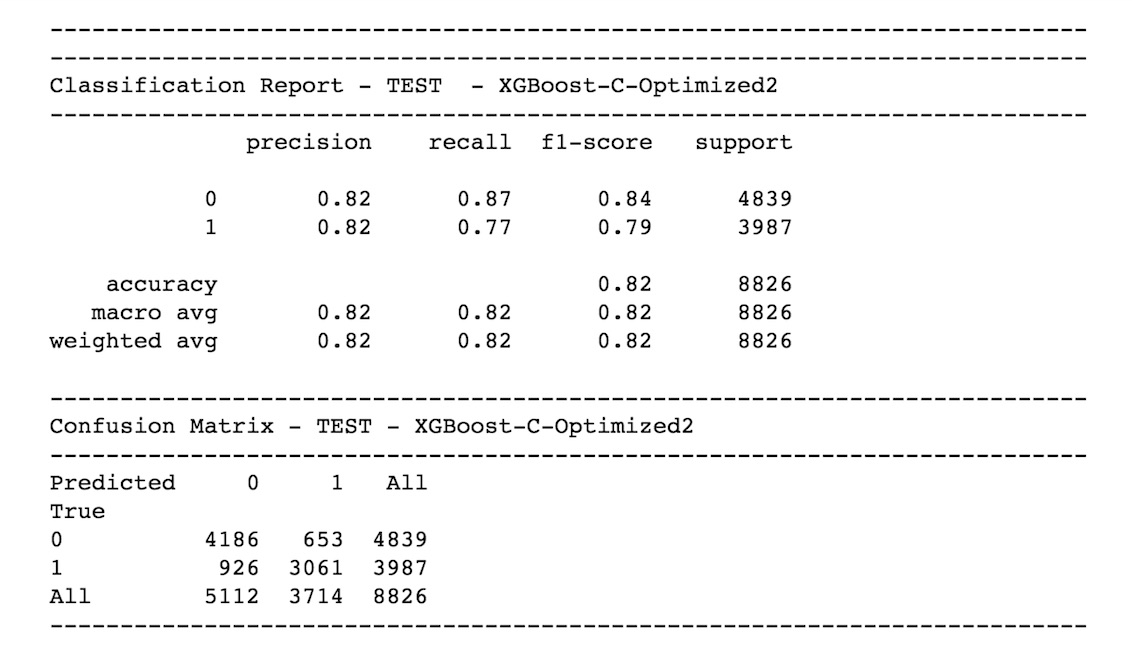 --------------------------------------------------------------------------
--------------------------------------------------------------------------
Classification Report - TEST  - XGBoost-C-Optimized2
--------------------------------------------------------------------------
              precision    recall  f1-score   support

           0       0.82      0.87      0.84      4839
           1       0.82      0.77      0.79      3987

    accuracy                           0.82      8826
   macro avg       0.82      0.82      0.82      8826
weighted avg       0.82      0.82      0.82      8826

--------------------------------------------------------------------------
Confusion Matrix - TEST - XGBoost-C-Optimized2
--------------------------------------------------------------------------
Predicted     0     1   All
True
0          4186   653  4839
1           926  3061  3987
All        5112  3714  8826
--------------------------------------------------------------------------